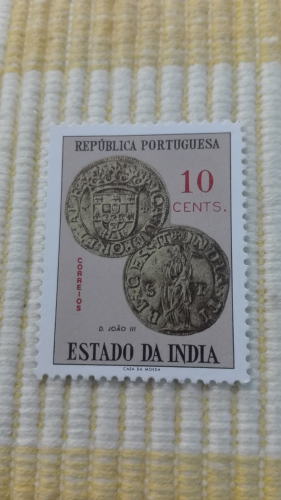 REPÚBLICA PORTUGUESA
10
CENTS.
CORREIOS
D. JOÃO III
ESTADO DA INDIA
CASA DA MOEDA